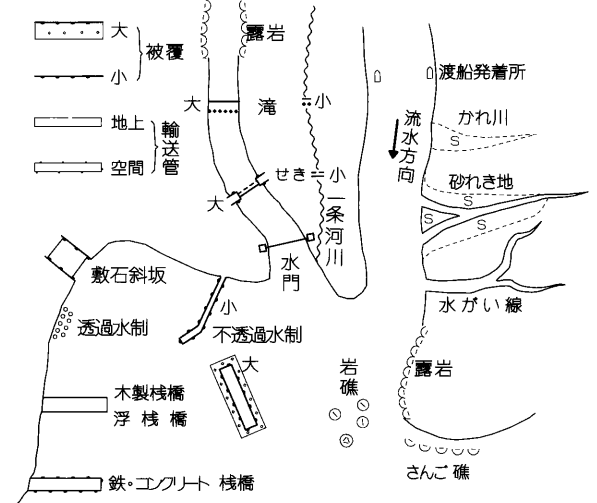 大
被覆
小
地上
輸送管
空間
露岩
大
滝
小
せき
小
大
一条河川
水門
渡船発着所
流水方向
かれ川
S
砂れき地
S
S
S
水がい線
敷石斜坂
透過水制
小
不透過水制
大
木製桟橋
浮桟橋
鉄・コンクリート桟橋
岩礁
露岩
さんご礁